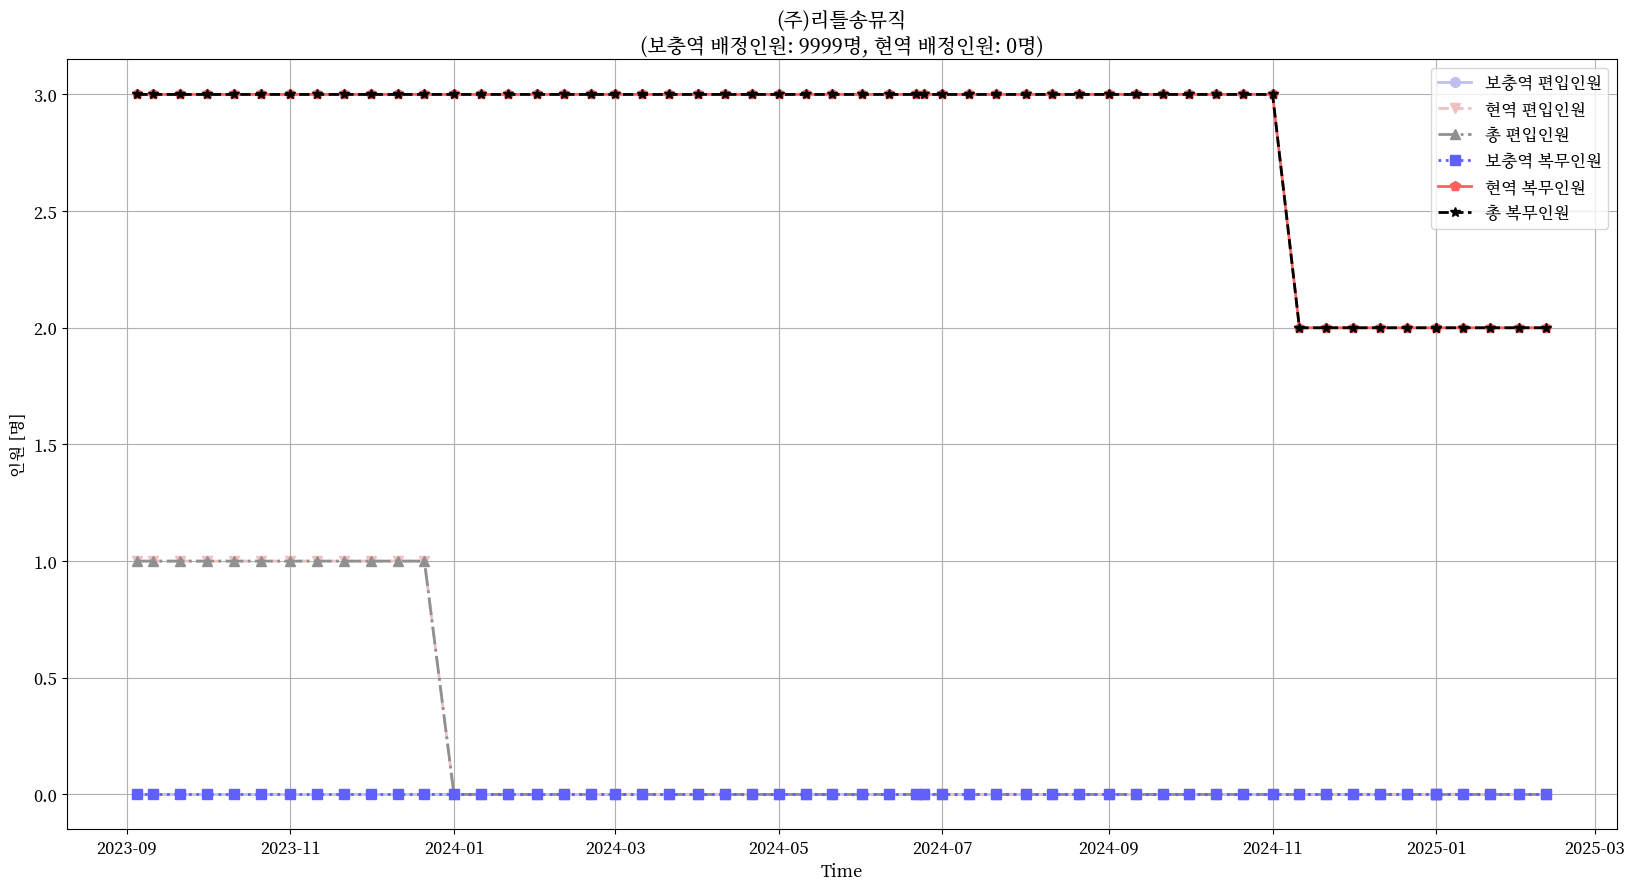 (주)리틀송뮤직
(보충역 배정인원: 9999명, 현역 배정인원: 0명)
보충역 편입인원
현역 편입인원
총 편입인원
보충역 복무인원
현역 복무인원
총 복무인원
3.0
2.5
2.0
1.5
1.0
0.5
0.0
인원 [명]
2023-09
2023-11
2024-01
2024-03
2024-05
2024-07
2024-09
2024-11
2025-01
2025-03
Time